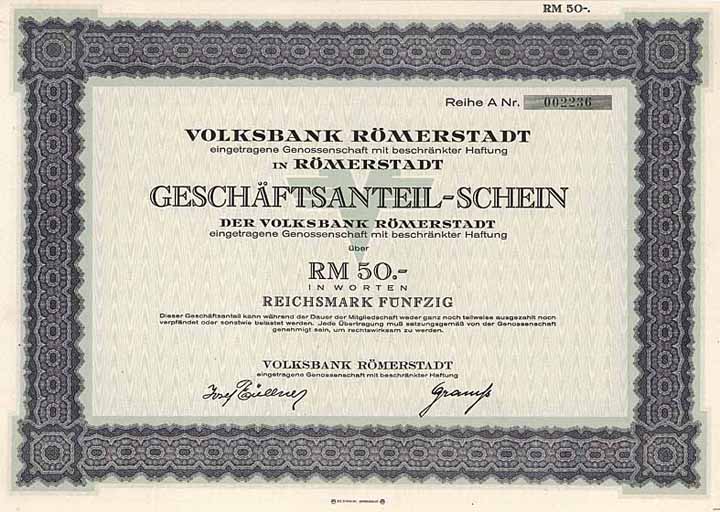 RM 50-.
Reihe A Nr. 002236
VOLKSBANK RÖMERSTADT
eingetragene Genossenschaft mit beschränkter Haftung
IN RÖMERSTADT
GESCHÄFTSANTEIL-SCHEIN
DER VOLKSBANK RÖMERSTADT
eingetragene Genossenschaft mit beschränkter Haftung
über
RM 50.-
IN WORTEN
REICHSMARK FUNFZIG
Dieser Geschäftsanteil kann während der Dauer der Mitgliedschaft weder ganz noch teilweise ausgezahlt noch
verpfändet oder sonstwie belastet werden. Jede Übertragung muß satzungsgemäß von der Genossenschaft
genehmigt sein, um rechtswirksam zu werden.
VOLKSBANK RÖMERSTADT
eingetragene Genossenschaft mit beschränkter Haftung
Josef